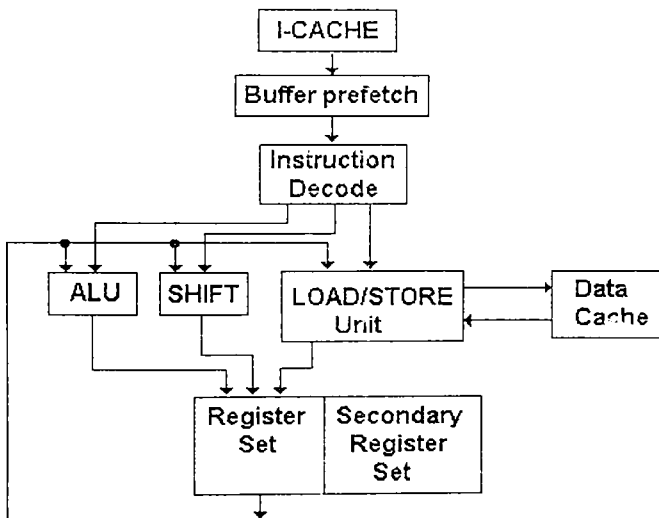 I-CACHE
Buffer prefetch
Instruction
Decode
ALU
SHIFT
LOAD/STORE
Unit
Data
Cache
Register
Set
Secondary
Register
Set